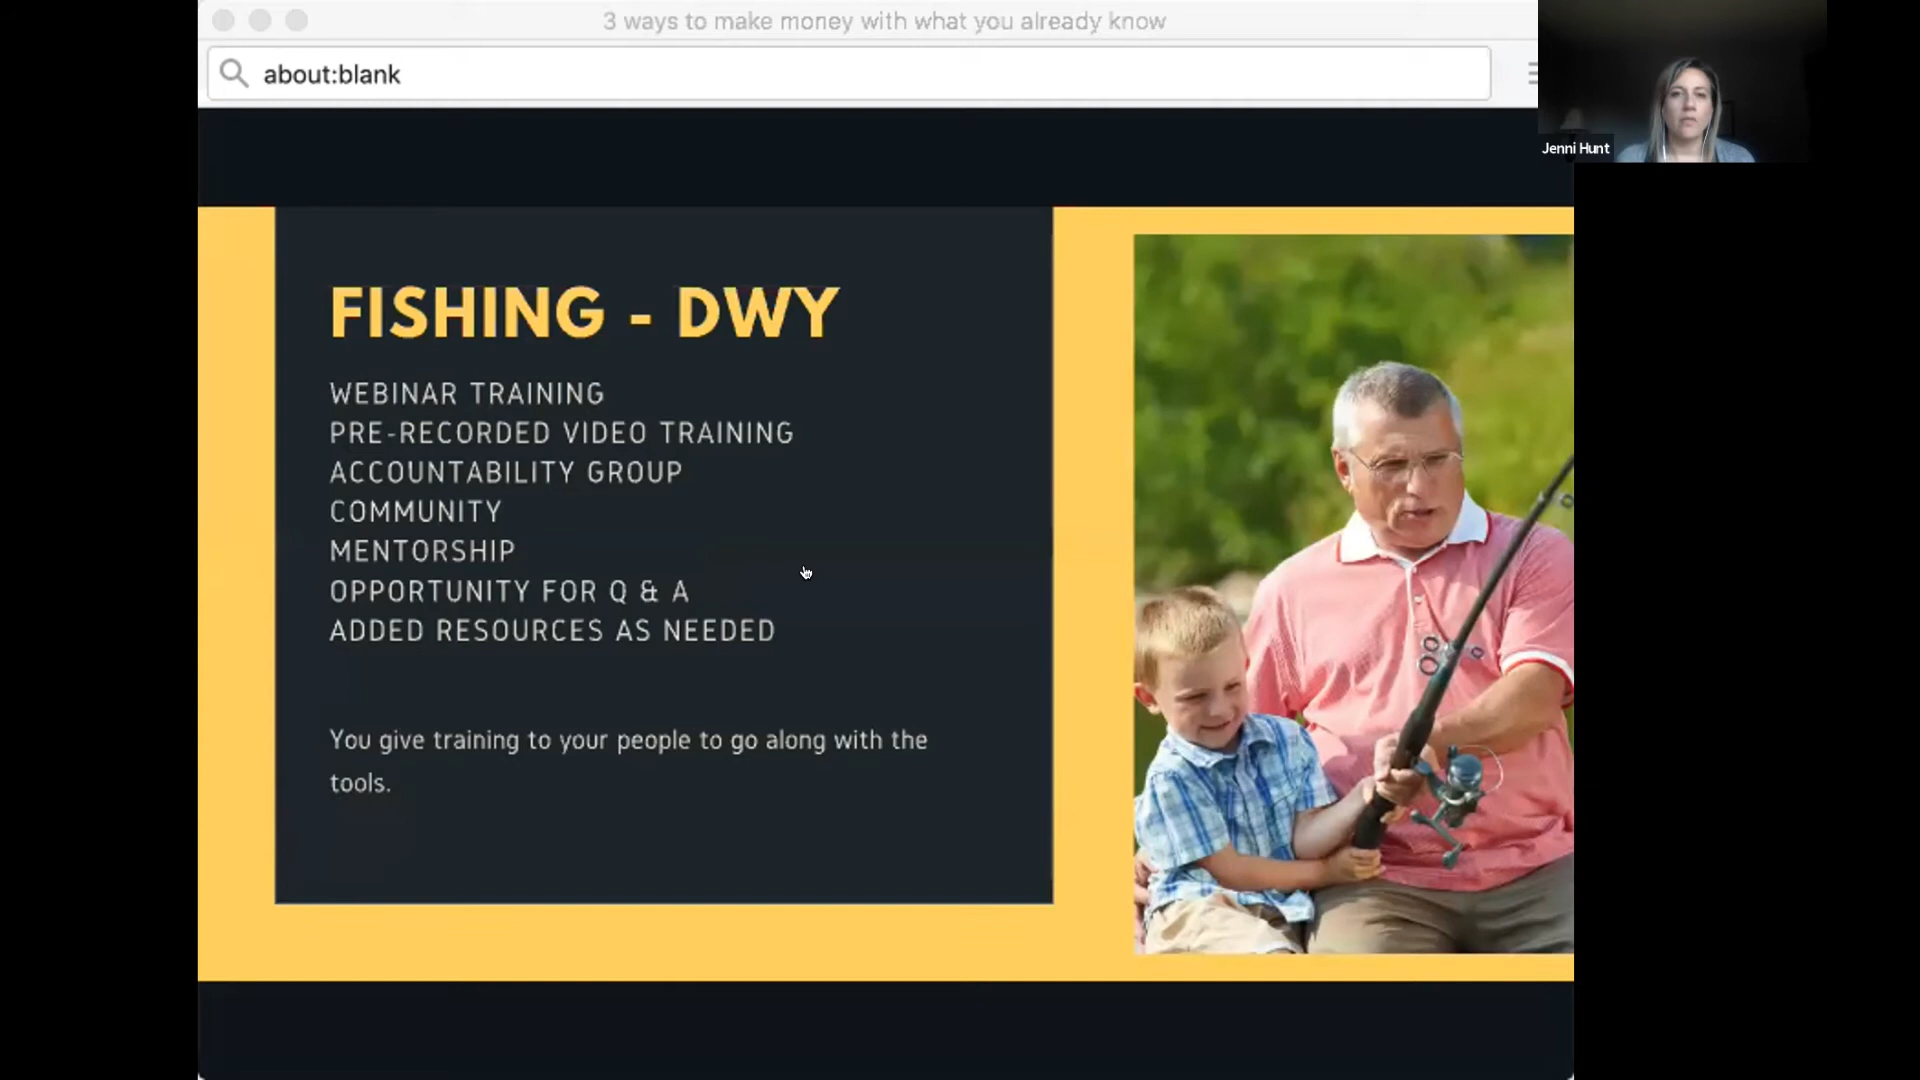 3 ways to make money with what you already know
about:blank
Jenni Hunt
FISHING - DWY
WEBINAR TRAINING
PRE-RECORDED VIDEO TRAINING
ACCOUNTABILITY GROUP
COMMUNITY
MENTORSHIP
OPPORTUNITY FOR Q & A
ADDED RESOURCES AS NEEDED
You give training to your people to go along with the
tools.